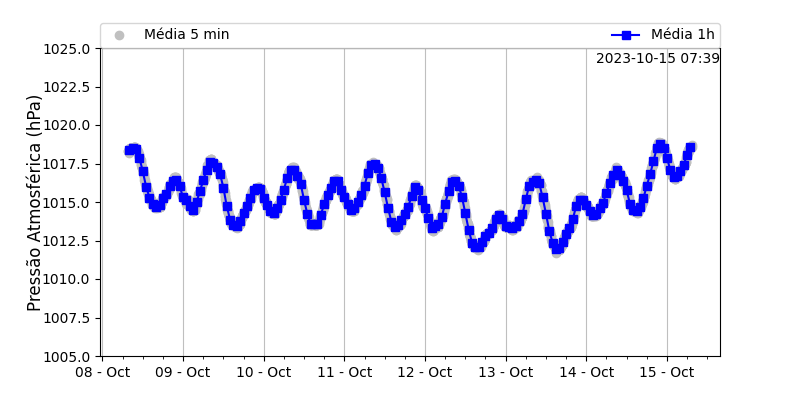 Média 5 min
Média 1h
2023-10-15 07:39
Pressão Atmosférica (hPa)
1025.0
1022.5
1020.0
1017.5
1015.0
1012.5
1010.0
1007.5
1005.0
08 - Oct
09 - Oct
10 - Oct
11 - Oct
12 - Oct
13 - Oct
14 - Oct
15 - Oct